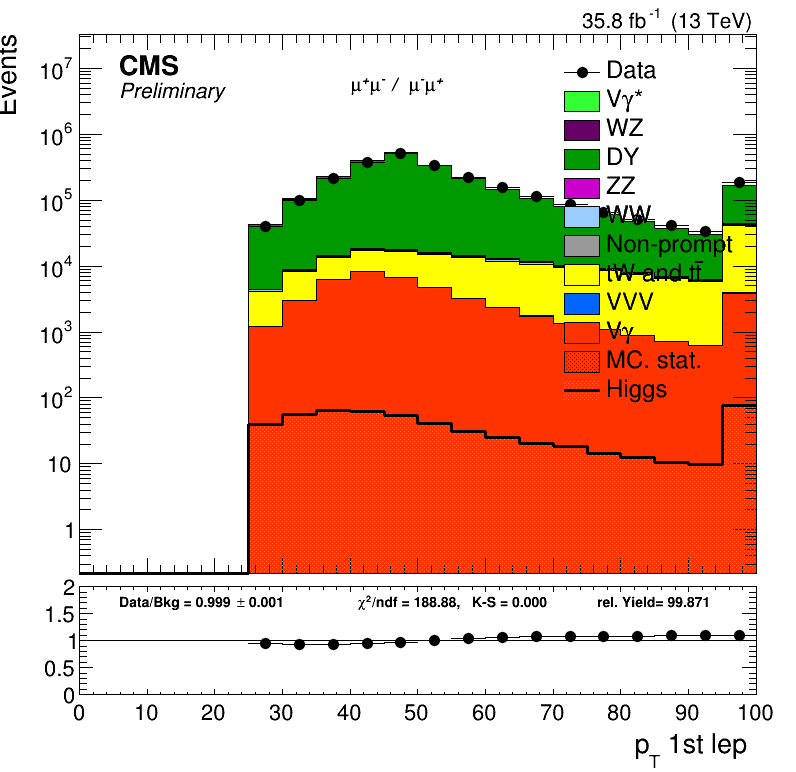 35.8 fb⁻¹ (13 TeV)
Events
CMS
Preliminary
μ⁺μ⁻ / μ⁻μ⁺
Data
Vγ*
WZ
DY
ZZ
WW
Non-prompt
tW and tt̄
VVV
Vγ
MC. stat.
Higgs
10⁷
10⁶
10⁵
10⁴
10³
10²
10
1
Data/Bkg = 0.999 ± 0.001 χ²/ndf = 188.88, K-S = 0.000 rel. Yield= 99.871
2
1.5
1
0.5
0
0 10 20 30 40 50 60 70 80 90 100
p_T 1st lep